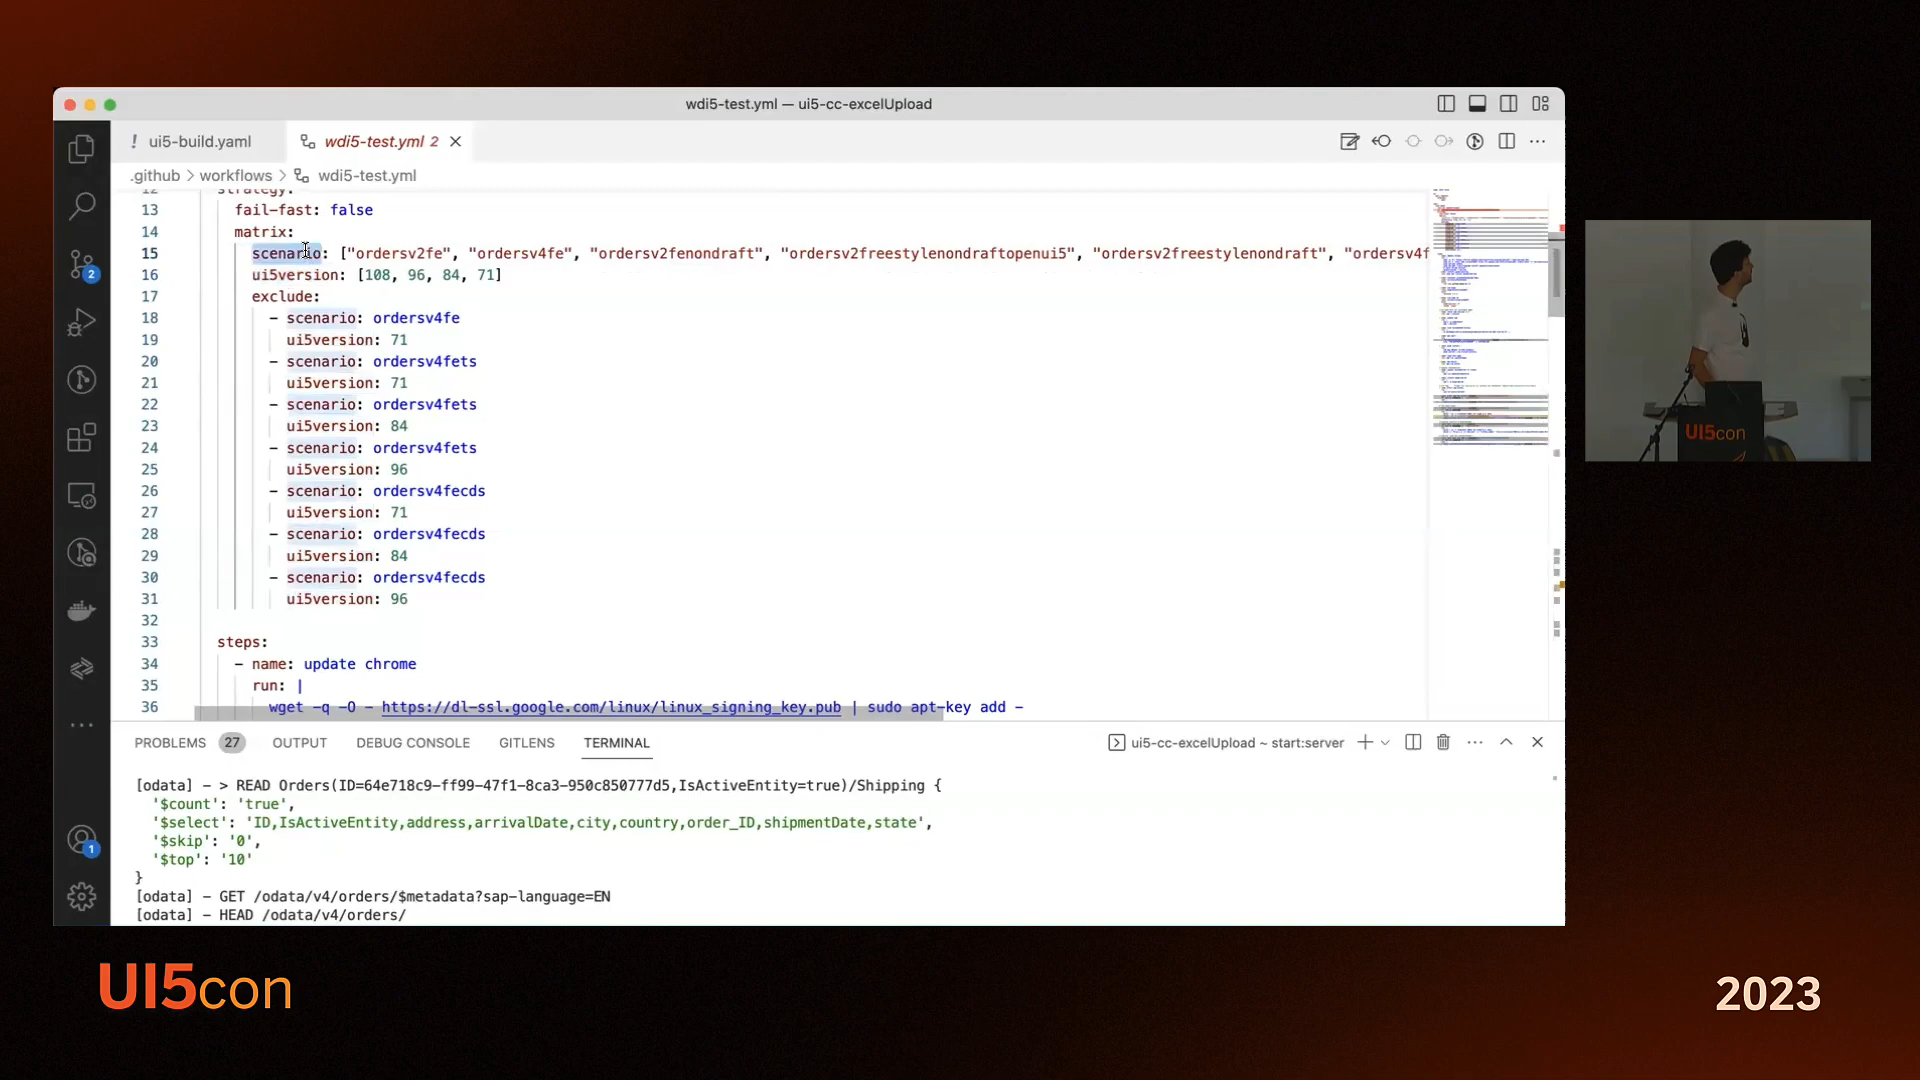 wdi5-test.yml — ui5-cc-excelUpload
! ui5-build.yaml
wdi5-test.yml 2
.github > workflows > wdi5-test.yml
12 strategy:
13 fail-fast: false
14 matrix:
15 scenario: ["ordersv2fe", "ordersv4fe", "ordersv2fenondraft", "ordersv2freestylenondraftopenui5", "ordersv2freestylenondraft", "ordersv4f
16 ui5version: [108, 96, 84, 71]
17 exclude:
18 - scenario: ordersv4fe
19 ui5version: 71
20 - scenario: ordersv4fets
21 ui5version: 71
22 - scenario: ordersv4fets
23 ui5version: 84
24 - scenario: ordersv4fets
25 ui5version: 96
26 - scenario: ordersv4fecds
27 ui5version: 71
28 - scenario: ordersv4fecds
29 ui5version: 84
30 - scenario: ordersv4fecds
31 ui5version: 96
32
33 steps:
34 - name: update chrome
35 run: |
36 wget -q -O - https://dl-ssl.google.com/linux/linux_signing_key.pub | sudo apt-key add -
2
1
PROBLEMS 27 OUTPUT DEBUG CONSOLE GITLENS TERMINAL
ui5-cc-excelUpload ~ start:server
[odata] - > READ Orders(ID=64e718c9-ff99-47f1-8ca3-950c850777d5,IsActiveEntity=true)/Shipping {
'$count': 'true',
'$select': 'ID,IsActiveEntity,address,arrivalDate,city,country,order_ID,shipmentDate,state',
'$skip': '0',
'$top': '10'
}
[odata] - GET /odata/v4/orders/$metadata?sap-language=EN
[odata] - HEAD /odata/v4/orders/
UI5con
UI5con
2023